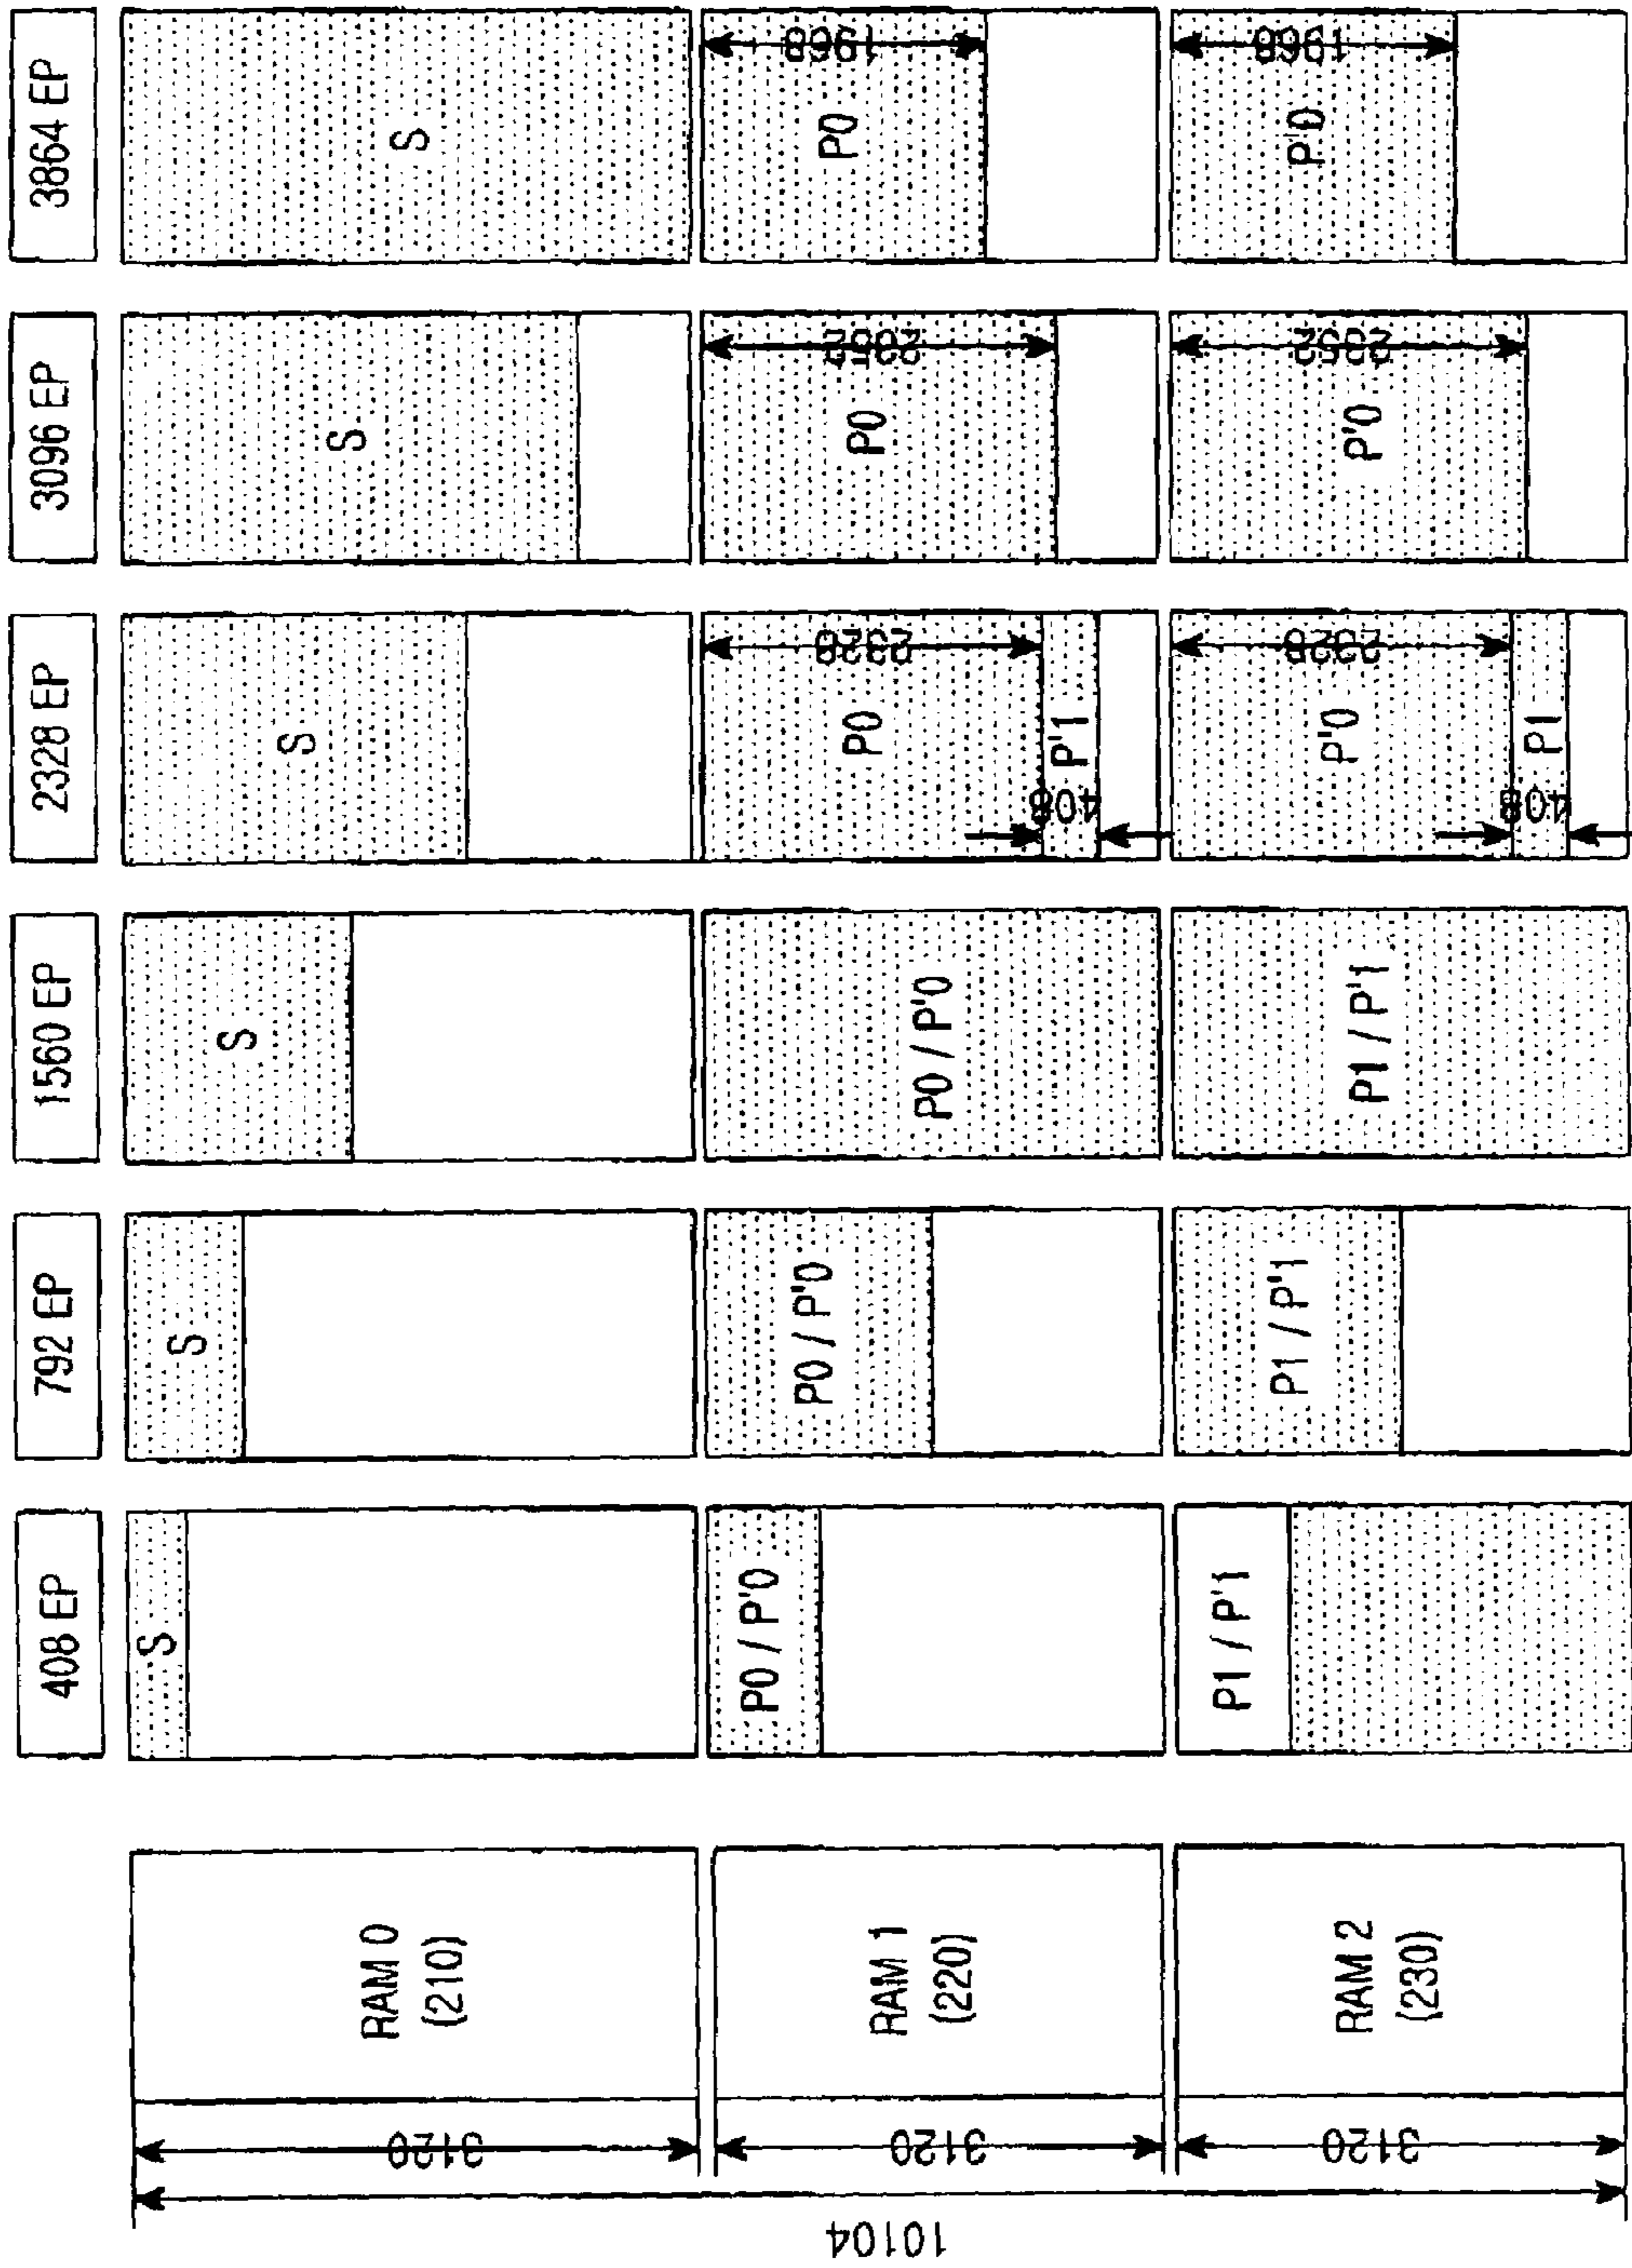 408 EP
792 EP
1560 EP
2328 EP
3096 EP
3864 EP
10104
3120
RAM 0
(210)
S
S
S
S
S
S
3120
RAM 1
(220)
P0 / P'0
P0 / P'0
P0 / P'0
P0
2328
408
P'1
P0
2352
P0
1968
3120
RAM 2
(230)
P1 / P'1
P1 / P'1
P1 / P'1
P'0
2328
408
P1
P'0
2352
P'0
1968